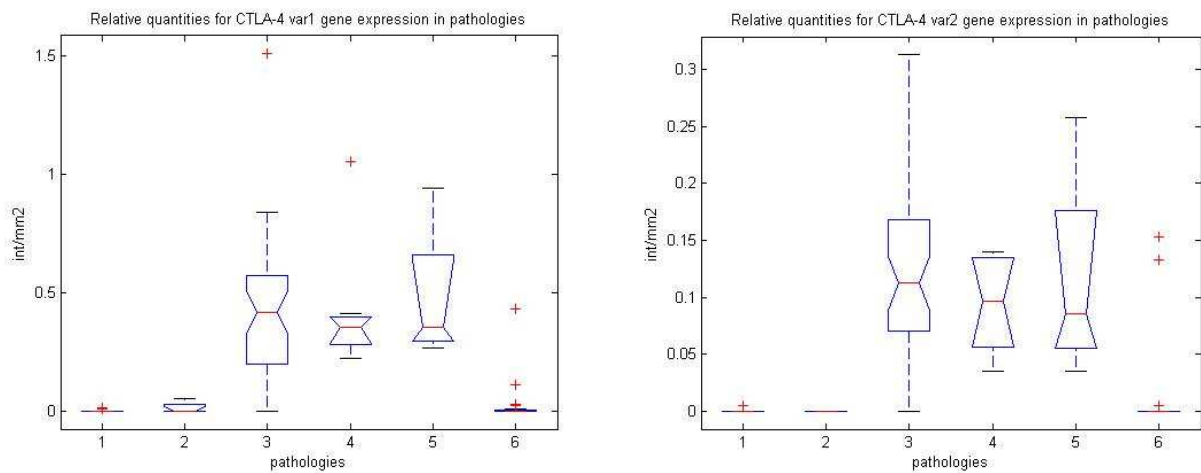 Relative quantities for CTLA-4 var1 gene expression in pathologies
1.5
1
0.5
0
int/mm2
1 2 3 4 5 6
pathologies
Relative quantities for CTLA-4 var2 gene expression in pathologies
0.3
0.25
0.2
0.15
0.1
0.05
0
int/mm2
1 2 3 4 5 6
pathologies